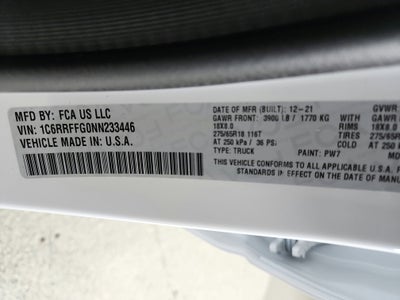 MFD BY: FCA US LLC
VIN: 1C6RRFFG0NN233446
VEHICLE MADE IN: U.S.A.
DATE OF MFR (BUILT): 12-21 GVWR
GAWR FRONT: 3900 LB / 1770 KG WITH GAWR
18X8.0 RIMS 18X8.0
275/65R18 116T TIRES 275/65R
AT 250 kPa / 36 PSI COLD AT 250
TYPE: TRUCK PAINT: PW7
THIS VEHICLE CONFORMS TO ALL APPLICABLE U.S.A.
STANDARDS IN EFFECT ON THE DATE OF MAN